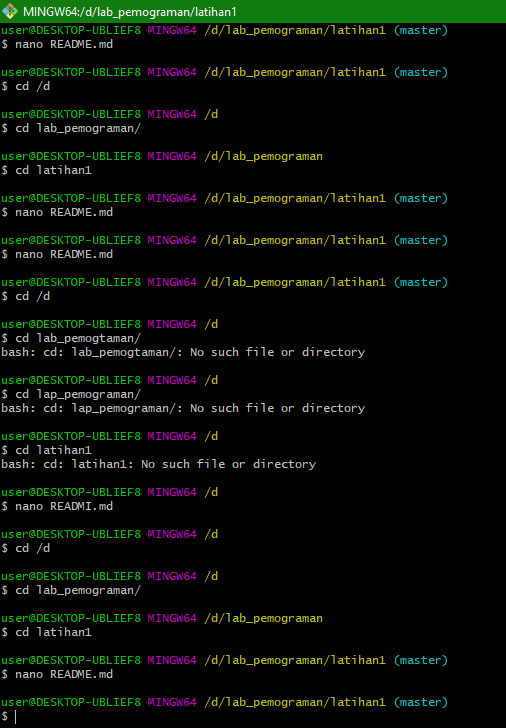 MINGW64:/d/lab_pemograman/latihan1
user@DESKTOP-UBLIEF8 MINGW64 /d/lab_pemograman/latihan1 (master)
$ nano README.md
user@DESKTOP-UBLIEF8 MINGW64 /d/lab_pemograman/latihan1 (master)
$ cd /d
user@DESKTOP-UBLIEF8 MINGW64 /d
$ cd lab_pemograman/
user@DESKTOP-UBLIEF8 MINGW64 /d/lab_pemograman
$ cd latihan1
user@DESKTOP-UBLIEF8 MINGW64 /d/lab_pemograman/latihan1 (master)
$ nano README.md
user@DESKTOP-UBLIEF8 MINGW64 /d/lab_pemograman/latihan1 (master)
$ nano README.md
user@DESKTOP-UBLIEF8 MINGW64 /d/lab_pemograman/latihan1 (master)
$ cd /d
user@DESKTOP-UBLIEF8 MINGW64 /d
$ cd lab_pemogtaman/
bash: cd: lab_pemogtaman/: No such file or directory
user@DESKTOP-UBLIEF8 MINGW64 /d
$ cd lap_pemograman/
bash: cd: lap_pemograman/: No such file or directory
user@DESKTOP-UBLIEF8 MINGW64 /d
$ cd latihan1
bash: cd: latihan1: No such file or directory
user@DESKTOP-UBLIEF8 MINGW64 /d
$ nano READMI.md
user@DESKTOP-UBLIEF8 MINGW64 /d
$ cd /d
user@DESKTOP-UBLIEF8 MINGW64 /d
$ cd lab_pemograman/
user@DESKTOP-UBLIEF8 MINGW64 /d/lab_pemograman
$ cd latihan1
user@DESKTOP-UBLIEF8 MINGW64 /d/lab_pemograman/latihan1 (master)
$ nano README.md
user@DESKTOP-UBLIEF8 MINGW64 /d/lab_pemograman/latihan1 (master)
$